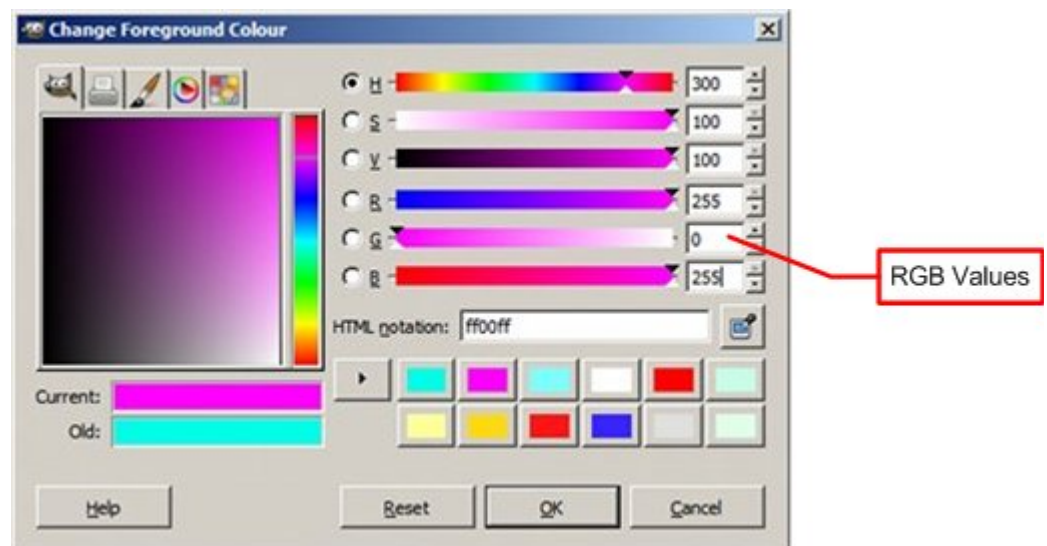 Change Foreground Colour
H 300
S 100
V 100
R 255
G 0
B 255
RGB Values
HTML notation: ff00ff
Current:
Old:
Help Reset OK Cancel